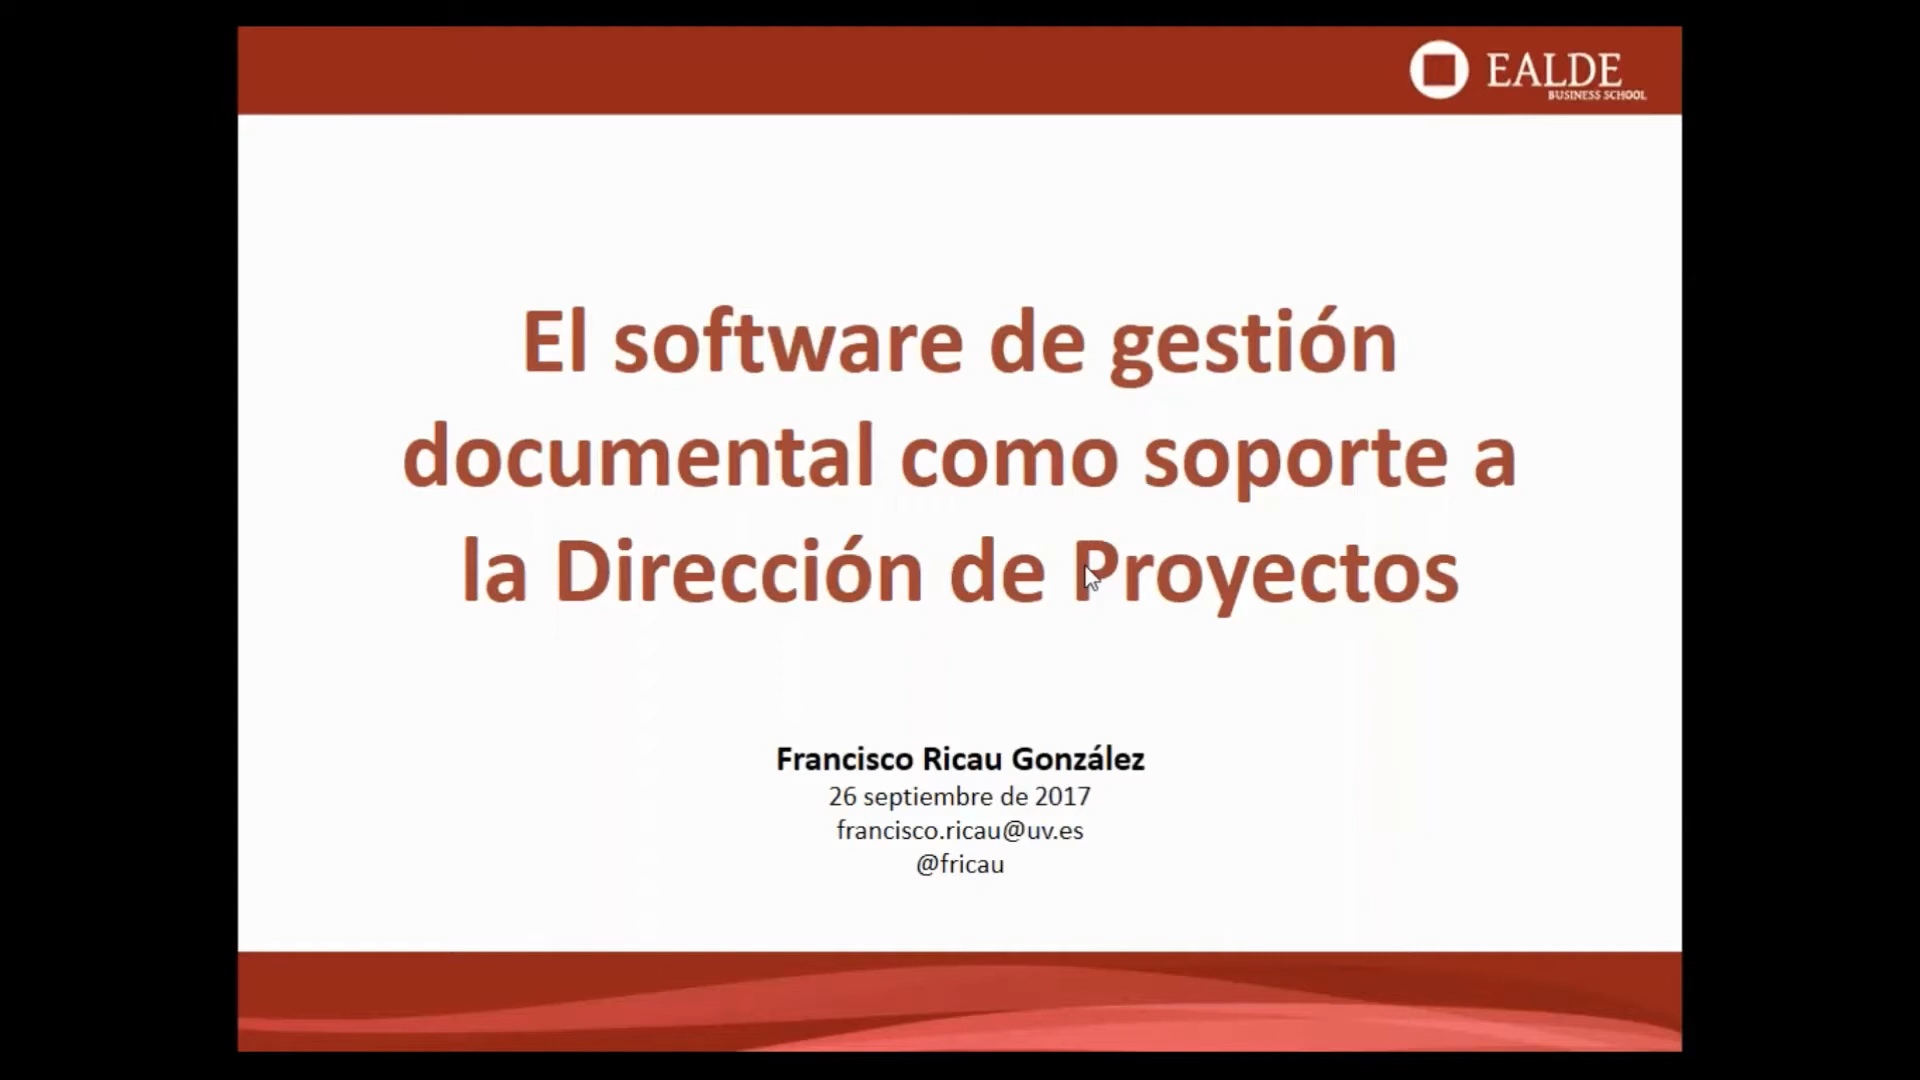 EALDE
BUSINESS SCHOOL
El software de gestión
documental como soporte a
la Dirección de Proyectos
Francisco Ricau González
26 septiembre de 2017
francisco.ricau@uv.es
@fricau